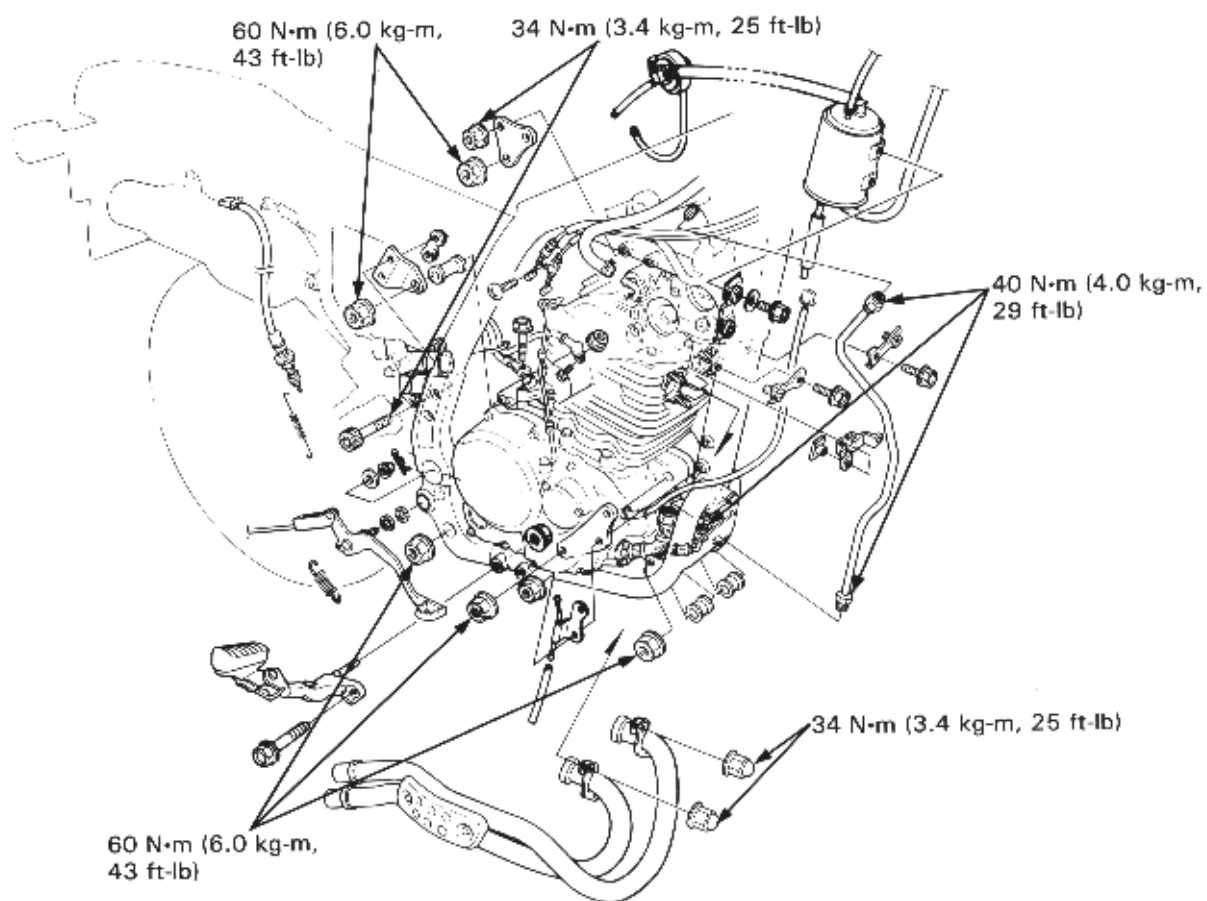 60 N•m (6.0 kg-m,
43 ft-lb)
34 N•m (3.4 kg-m, 25 ft-lb)
40 N•m (4.0 kg-m,
29 ft-lb)
34 N•m (3.4 kg-m, 25 ft-lb)
60 N•m (6.0 kg-m,
43 ft-lb)